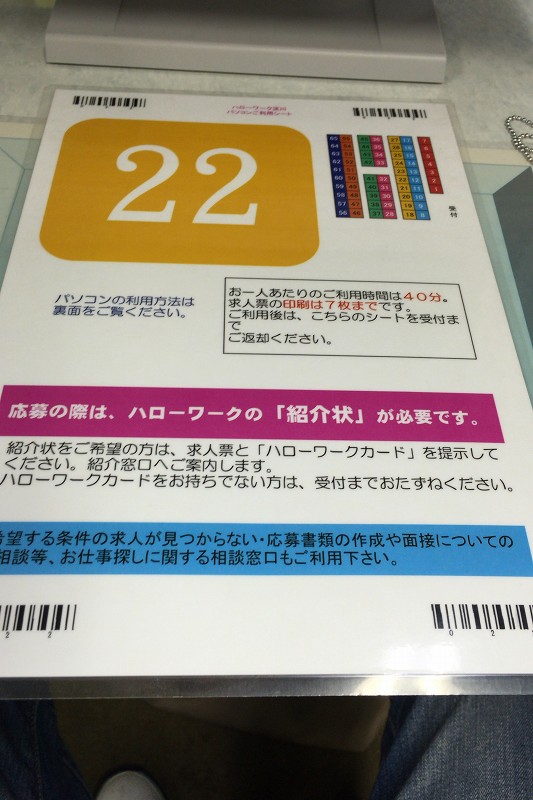 パソコンご利用シート
22
受付
パソコンの利用方法は
裏面をご覧ください。
お一人あたりのご利用時間は４０分。
求人票の印刷は７枚までです。
ご利用後は、こちらのシートを受付ま
で
ご返却ください。
応募の際は、ハローワークの「紹介状」が必要です。
紹介状をご希望の方は、求人票と「ハローワークカード」を提示して
ください。紹介窓口へご案内します。
ハローワークカードをお持ちでない方は、受付までおたずねください。
希望する条件の求人が見つからない・応募書類の作成や面接についての
相談等、お仕事探しに関する相談窓口もご利用下さい。